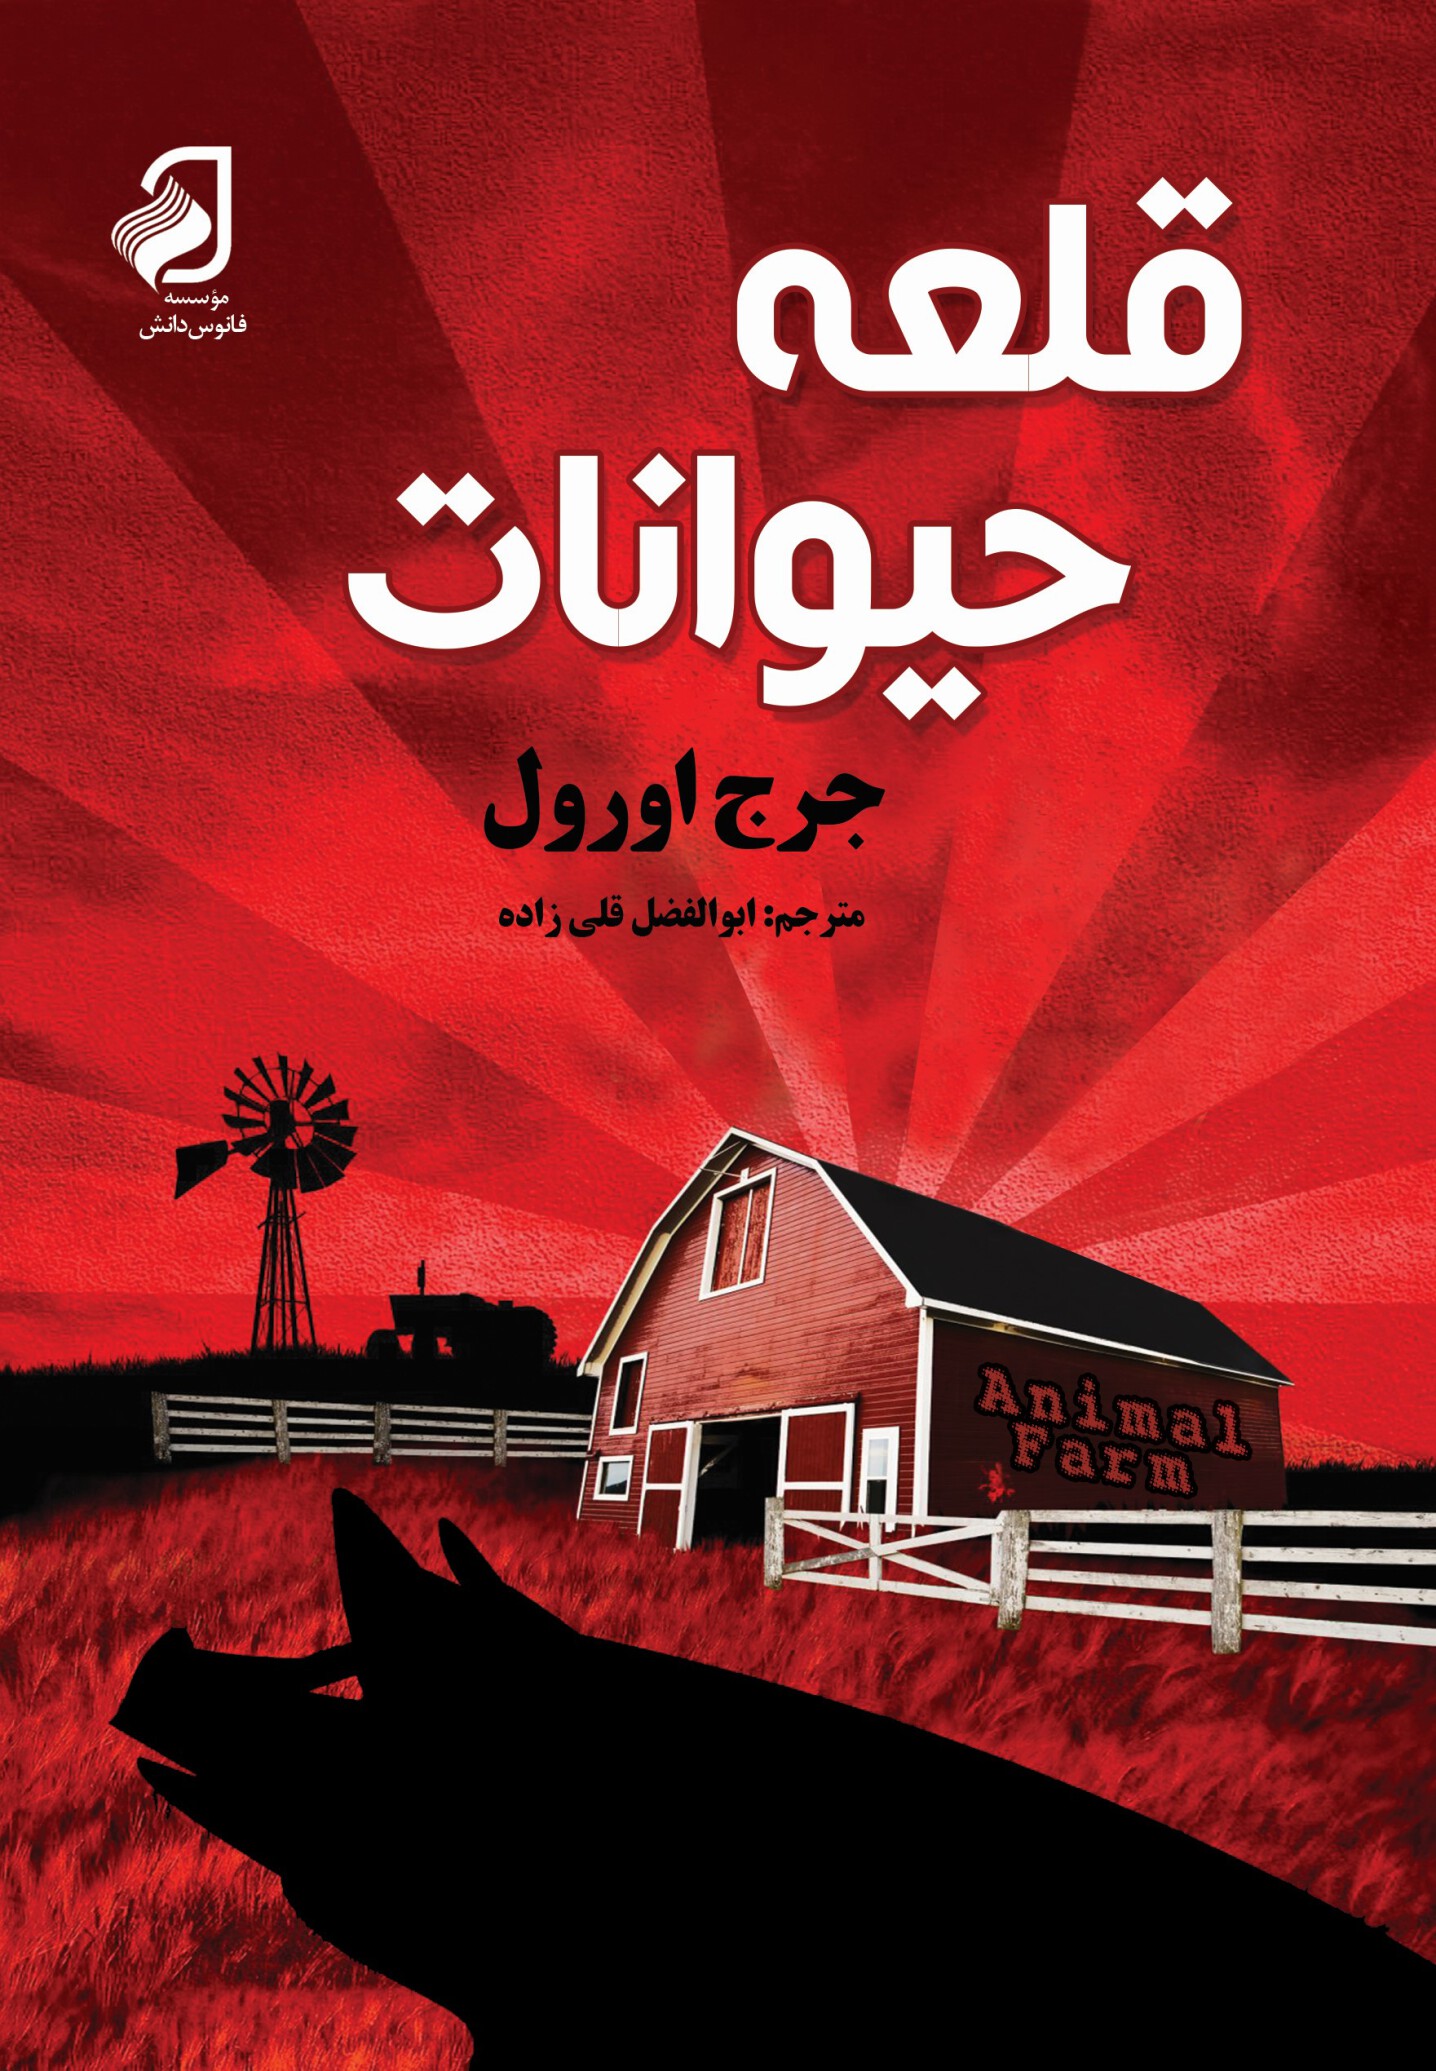 مؤسسه
فانوس دانش
قلعه
حیوانات
جرج اورول
مترجم: ابوالفضل قلی زاده
Animal
Farm